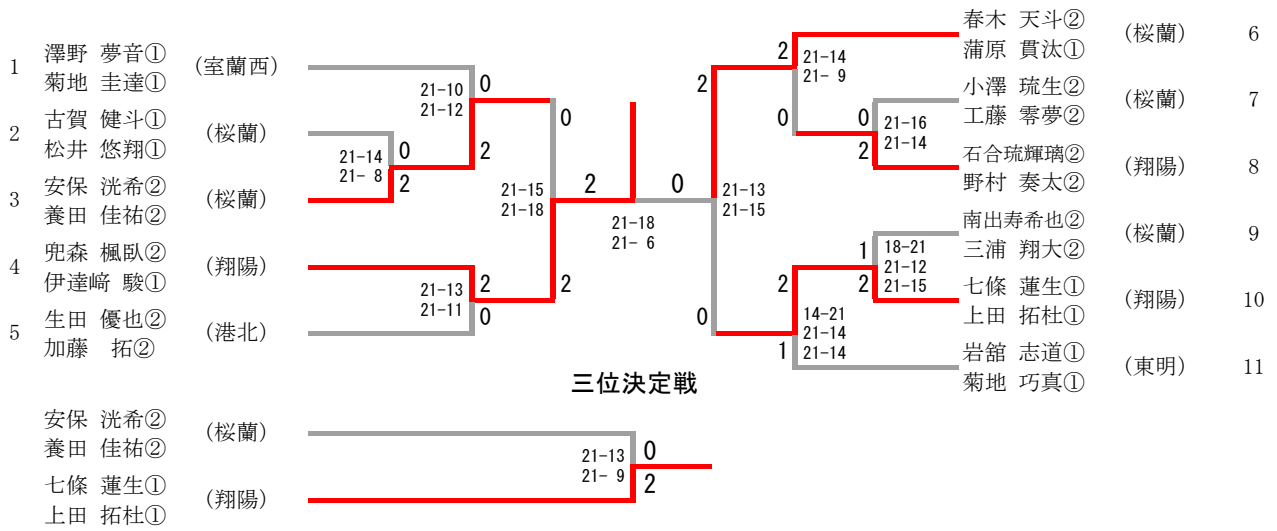 1
澤野 夢音①
菊地 圭達①
(室蘭西)
2
古賀 健斗①
松井 悠翔①
(桜蘭)
3
安保 洸希②
養田 佳祐②
(桜蘭)
4
兜森 楓臥②
伊達﨑 駿①
(翔陽)
5
生田 優也②
加藤 拓②
(港北)
0
21-10
21-12
2
0
21-14
21- 8
2
0
21-15
21-18
2
2
21-13
21-11
0
2
0
21-18
21- 6
2
21-13
21-15
0
2
21-14
21- 9
0
0
21-16
21-14
2
1
18-21
21-12
21-15
2
2
14-21
21-14
21-14
1
春木 天斗②
蒲原 貫汰①
(桜蘭)
6
小澤 琉生②
工藤 零夢②
(桜蘭)
7
石合琉輝璃②
野村 奏太②
(翔陽)
8
南出寿希也②
三浦 翔大②
(桜蘭)
9
七條 蓮生①
上田 拓杜①
(翔陽)
10
岩舘 志道①
菊地 巧真①
(東明)
11
三位決定戦
安保 洸希②
養田 佳祐②
(桜蘭)
七條 蓮生①
上田 拓杜①
(翔陽)
0
21-13
21- 9
2